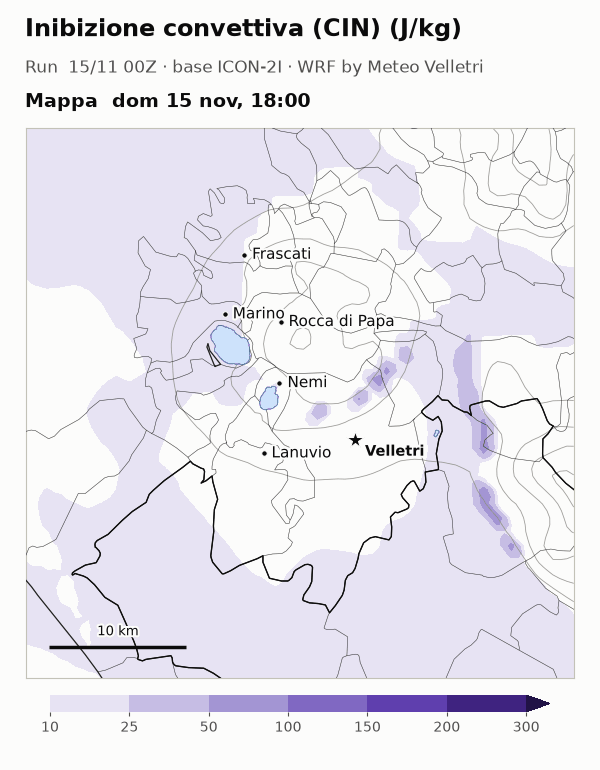 Inibizione convettiva (CIN) (J/kg)
Run 15/11 00Z · base ICON-2I · WRF by Meteo Velletri
Mappa dom 15 nov, 18:00
Frascati
Marino
Rocca di Papa
Nemi
Lanuvio
Velletri
10 km
10 25 50 100 150 200 300